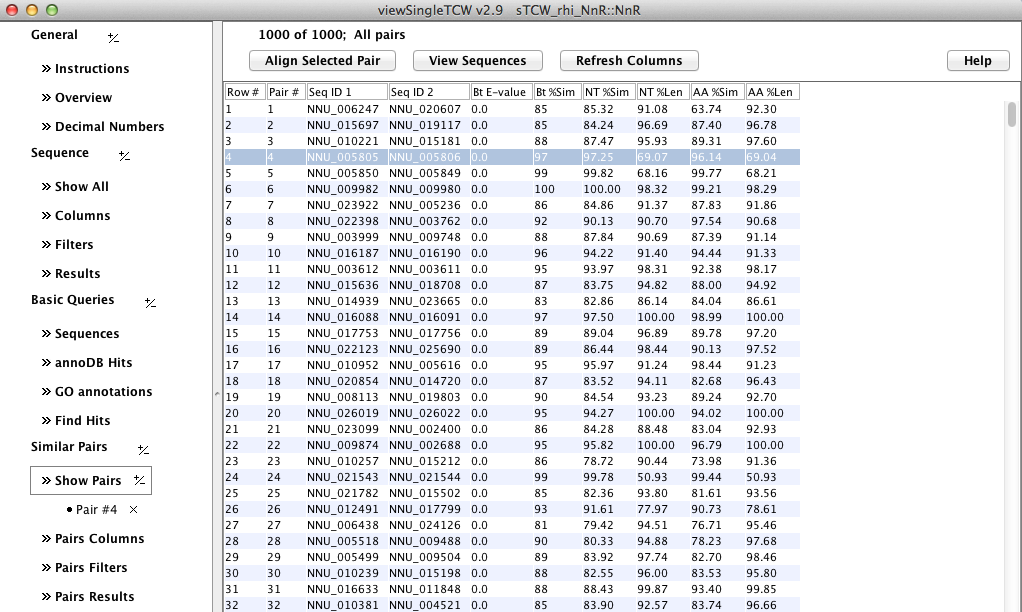 viewSingleTCW v2.9 sTCW_rhi_NnR::NnR
General +/-
» Instructions
» Overview
» Decimal Numbers
Sequence +/-
» Show All
» Columns
» Filters
» Results
Basic Queries +/-
» Sequences
» annoDB Hits
» GO annotations
» Find Hits
Similar Pairs +/-
» Show Pairs +/-
• Pair #4 ×
» Pairs Columns
» Pairs Filters
» Pairs Results
1000 of 1000; All pairs
Align Selected Pair View Sequences Refresh Columns Help
Row # Pair # Seq ID 1 Seq ID 2 Bt E-value Bt %Sim NT %Sim NT %Len AA %Sim AA %Len
1 1 NNU_006247 NNU_020607 0.0 85 85.32 91.08 63.74 92.30
2 2 NNU_015697 NNU_019117 0.0 85 84.24 96.69 87.40 96.78
3 3 NNU_010221 NNU_015181 0.0 88 87.47 95.93 89.31 97.60
4 4 NNU_005805 NNU_005806 0.0 97 97.25 69.07 96.14 69.04
5 5 NNU_005850 NNU_005849 0.0 99 99.82 68.16 99.77 68.21
6 6 NNU_009982 NNU_009980 0.0 100 100.00 98.32 99.21 98.29
7 7 NNU_023922 NNU_005236 0.0 86 84.86 91.37 87.83 91.86
8 8 NNU_022398 NNU_003762 0.0 92 90.13 90.70 97.54 90.68
9 9 NNU_003999 NNU_009748 0.0 88 87.84 90.69 87.39 91.14
10 10 NNU_016187 NNU_016190 0.0 96 94.22 91.40 94.44 91.33
11 11 NNU_003612 NNU_003611 0.0 95 93.97 98.31 92.38 98.17
12 12 NNU_015636 NNU_018708 0.0 87 83.75 94.82 88.00 94.92
13 13 NNU_014939 NNU_023665 0.0 83 82.86 86.14 84.04 86.61
14 14 NNU_016088 NNU_016091 0.0 97 97.50 100.00 98.99 100.00
15 15 NNU_017753 NNU_017756 0.0 89 89.04 96.89 89.78 97.20
16 16 NNU_022123 NNU_025690 0.0 89 86.44 98.44 90.13 97.52
17 17 NNU_010952 NNU_005616 0.0 95 95.97 91.24 98.44 91.23
18 18 NNU_020854 NNU_014720 0.0 87 83.52 94.11 82.68 96.43
19 19 NNU_008113 NNU_019803 0.0 90 84.54 93.23 89.24 92.70
20 20 NNU_026019 NNU_026022 0.0 95 94.27 100.00 94.02 100.00
21 21 NNU_023099 NNU_002400 0.0 86 84.28 88.48 83.04 92.93
22 22 NNU_009874 NNU_002688 0.0 95 95.82 100.00 96.79 100.00
23 23 NNU_010257 NNU_015212 0.0 86 78.72 90.44 73.98 91.36
24 24 NNU_021543 NNU_021544 0.0 99 99.78 50.93 99.44 50.93
25 25 NNU_021782 NNU_015502 0.0 85 82.36 93.80 81.61 93.56
26 26 NNU_012491 NNU_017799 0.0 93 91.61 77.97 90.73 78.61
27 27 NNU_006438 NNU_024126 0.0 81 79.42 94.51 76.71 95.46
28 28 NNU_005518 NNU_009488 0.0 90 80.33 94.88 78.23 97.68
29 29 NNU_005499 NNU_009504 0.0 89 83.92 97.74 82.70 98.46
30 30 NNU_010239 NNU_015198 0.0 88 82.55 96.00 83.53 95.80
31 31 NNU_016633 NNU_011848 0.0 88 88.43 99.87 93.40 99.85
32 32 NNU_010381 NNU_004521 0.0 85 83.90 92.57 83.74 96.66